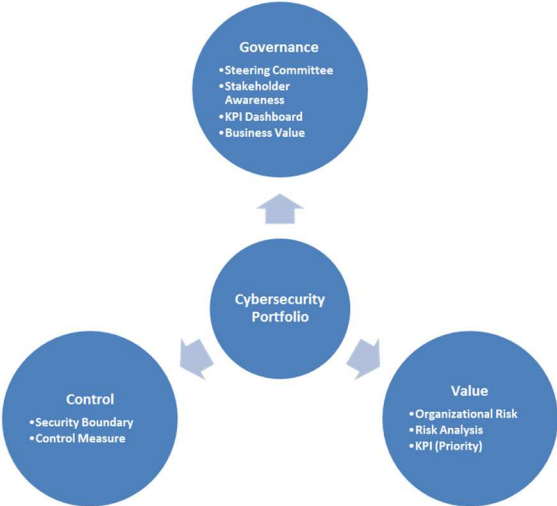 Governance
•Steering Committee
•Stakeholder
Awareness
•KPI Dashboard
•Business Value
Cybersecurity
Portfolio
Control
•Security Boundary
•Control Measure
Value
•Organizational Risk
•Risk Analysis
•KPI (Priority)